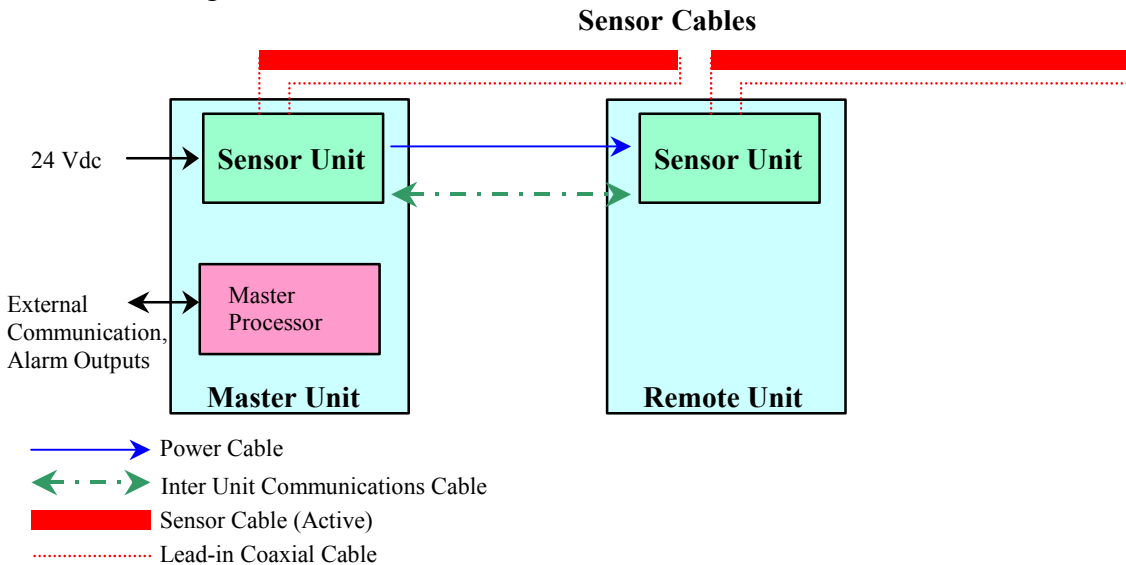 Sensor Cables
Sensor Unit
Sensor Unit
24 Vdc
Master
Processor
External
Communication,
Alarm Outputs
Master Unit
Remote Unit
Power Cable
Inter Unit Communications Cable
Sensor Cable (Active)
Lead-in Coaxial Cable